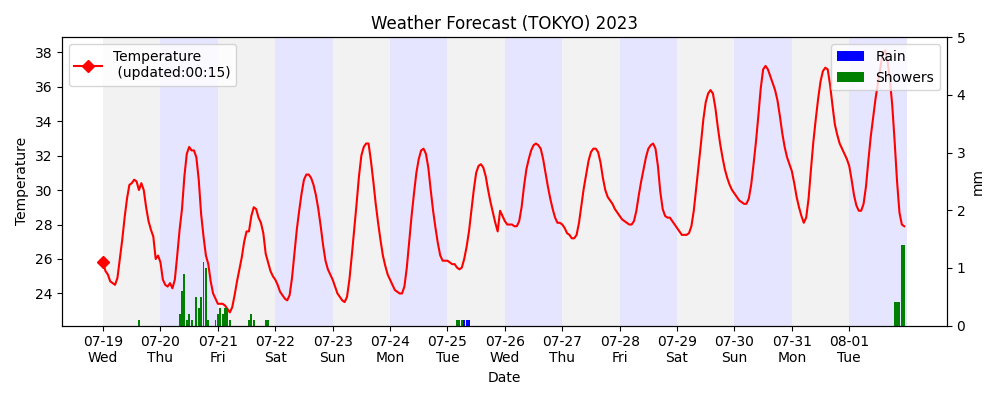 Weather Forecast (TOKYO) 2023
Temperature
(updated:00:15)
Rain
Showers
Temperature
38
36
34
32
30
28
26
24
5
4
3
2
1
0
mm
07-19 07-20 07-21 07-22 07-23 07-24 07-25 07-26 07-27 07-28 07-29 07-30 07-31 08-01
Wed Thu Fri Sat Sun Mon Tue Wed Thu Fri Sat Sun Mon Tue
Date